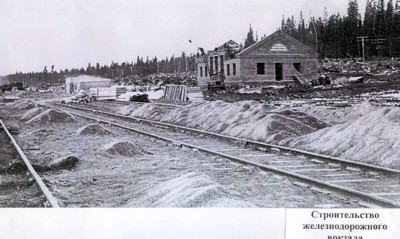 Строительство
железнодорожного
вокзала